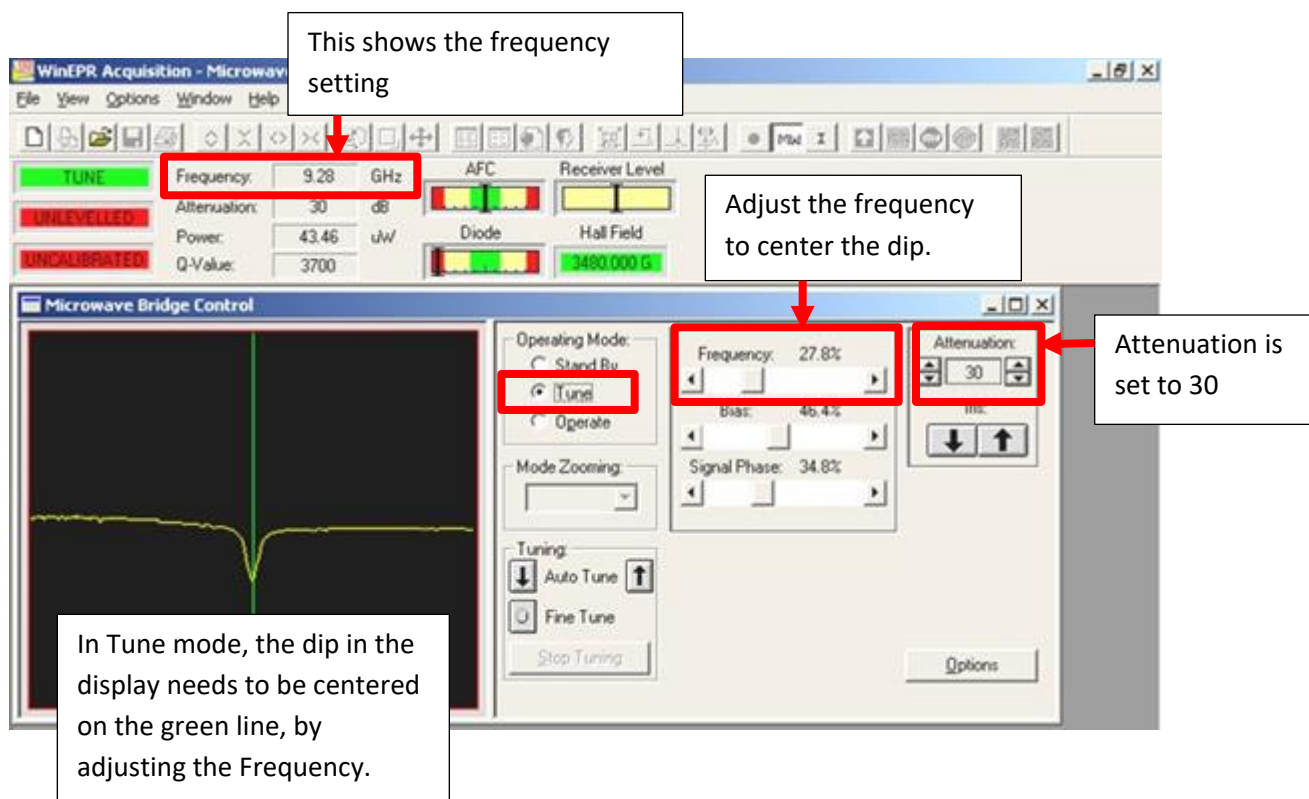 This shows the frequency
setting
WinEPR Acquisition - Microwav
File View Options Window Help
MW I
TUNE
Frequency: 9.28 GHz
AFC
Receiver Level
UNLEVELLED
Attenuation: 30 dB
Adjust the frequency
to center the dip.
Power: 43.46 uW
Diode
Hall Field
UNCALIBRATED
Q-Value: 3700
3480.000 G
Microwave Bridge Control
Operating Mode:
Stand By
Tune
Operate
Frequency: 27.8%
Bias: 46.4%
Signal Phase: 34.8%
Attenuation:
30
Iris:
Attenuation is
set to 30
Mode Zooming:
Tuning:
Auto Tune
Fine Tune
Stop Tuning
Options
In Tune mode, the dip in the
display needs to be centered
on the green line, by
adjusting the Frequency.